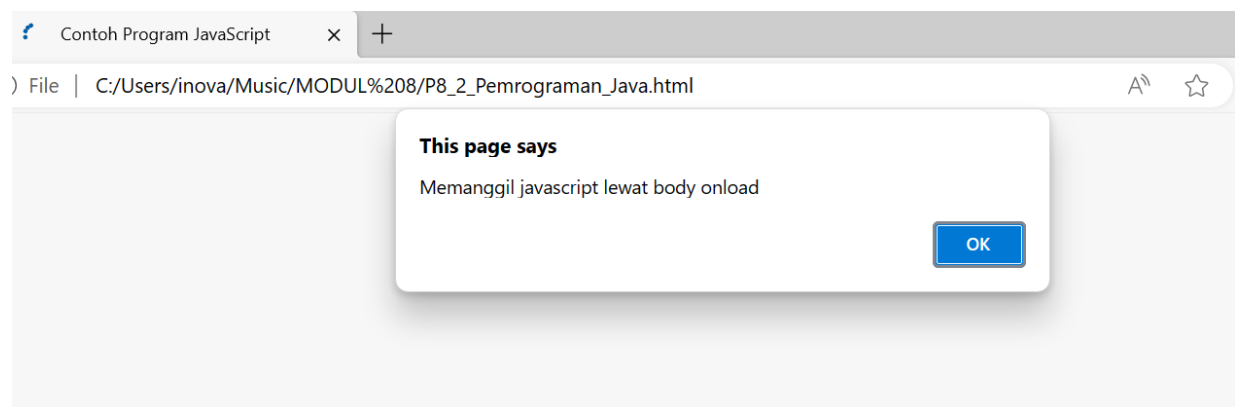 Contoh Program JavaScript
File | C:/Users/inova/Music/MODUL%208/P8_2_Pemrograman_Java.html
This page says
Memanggil javascript lewat body onload
OK